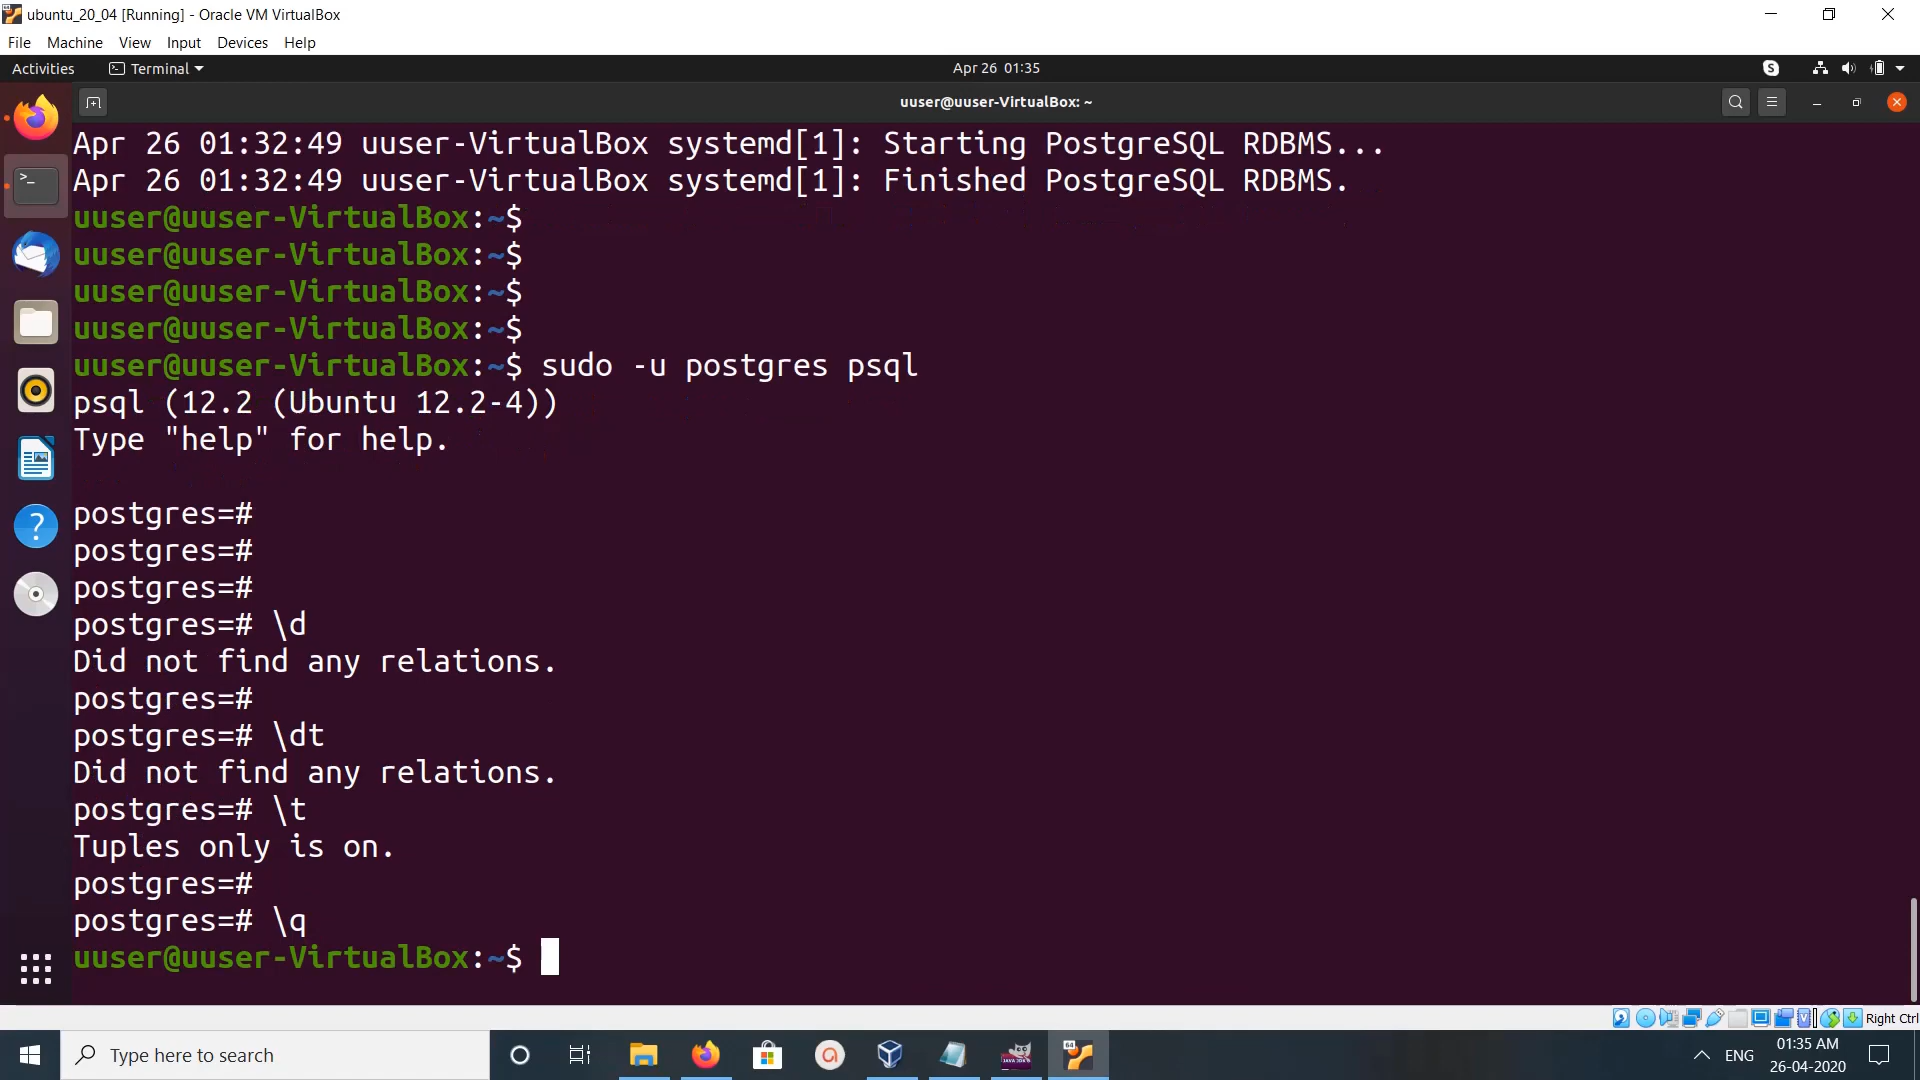 ubuntu_20_04 [Running] - Oracle VM VirtualBox
File Machine View Input Devices Help
Activities Terminal Apr 26 01:35
uuser@uuser-VirtualBox: ~
Apr 26 01:32:49 uuser-VirtualBox systemd[1]: Starting PostgreSQL RDBMS...
Apr 26 01:32:49 uuser-VirtualBox systemd[1]: Finished PostgreSQL RDBMS.
uuser@uuser-VirtualBox:~$
uuser@uuser-VirtualBox:~$
uuser@uuser-VirtualBox:~$
uuser@uuser-VirtualBox:~$
uuser@uuser-VirtualBox:~$ sudo -u postgres psql
psql (12.2 (Ubuntu 12.2-4))
Type "help" for help.
postgres=#
postgres=#
postgres=#
postgres=# \d
Did not find any relations.
postgres=#
postgres=# \dt
Did not find any relations.
postgres=# \t
Tuples only is on.
postgres=#
postgres=# \q
uuser@uuser-VirtualBox:~$
Right Ctrl
Type here to search
ENG
01:35 AM
26-04-2020